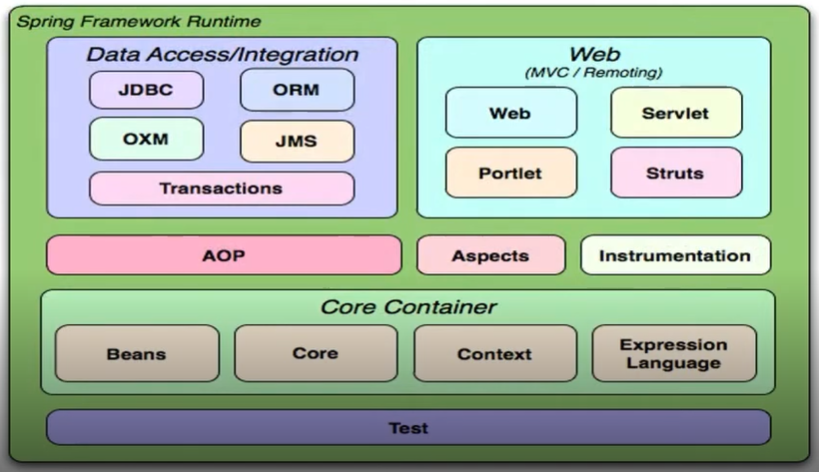 Spring Framework Runtime
Data Access/Integration
JDBC
ORM
OXM
JMS
Transactions
Web
(MVC / Remoting)
Web
Servlet
Portlet
Struts
AOP
Aspects
Instrumentation
Core Container
Beans
Core
Context
Expression
Language
Test